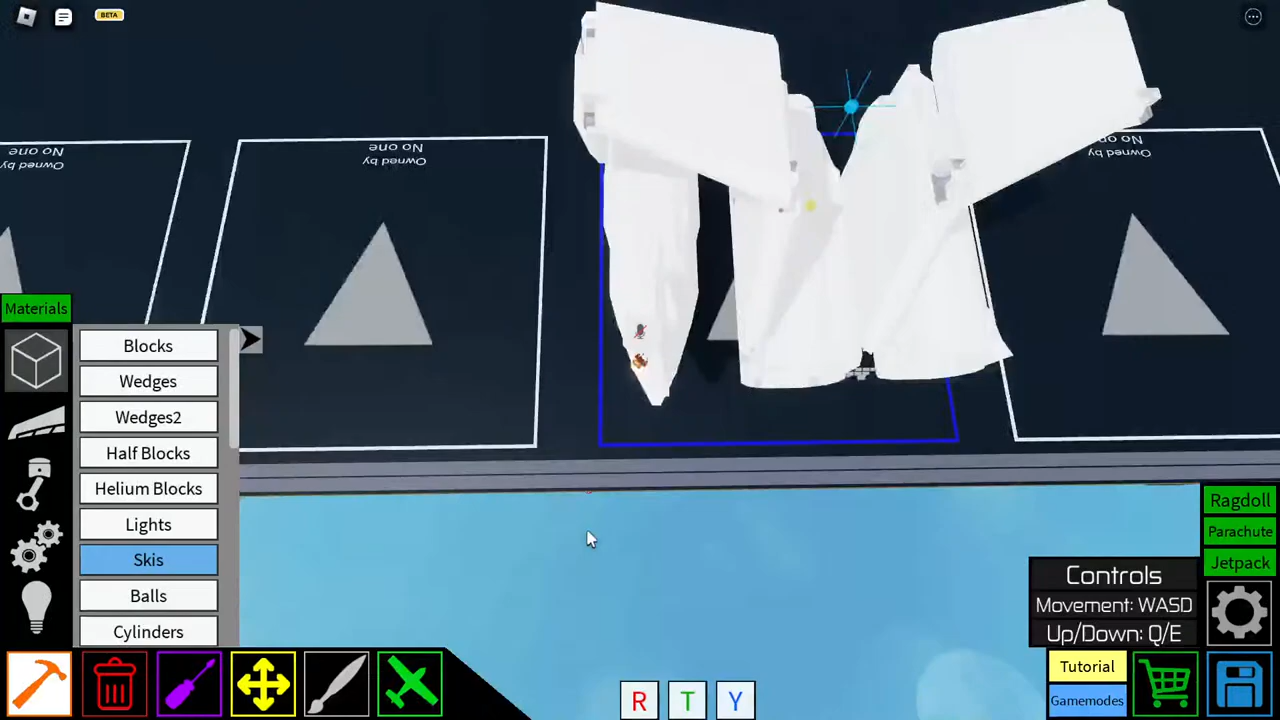 BETA
No one
Owned by
No one
Owned by
No one
Owned by
Materials
Blocks
Wedges
Wedges2
Half Blocks
Helium Blocks
Lights
Skis
Balls
Cylinders
Ragdoll
Parachute
Jetpack
Controls
Movement: WASD
Up/Down: Q/E
Tutorial
Gamemodes
R T Y